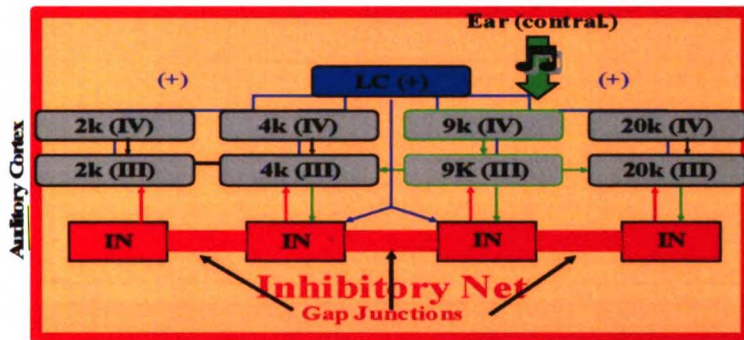 Ear (contral.)
(+) LC (+) (+)
2k (IV) 4k (IV) 9k (IV) 20k (IV)
2k (III) 4k (III) 9K (III) 20k (III)
Auditory Cortex
IN IN IN IN
Inhibitory Net
Gap Junctions